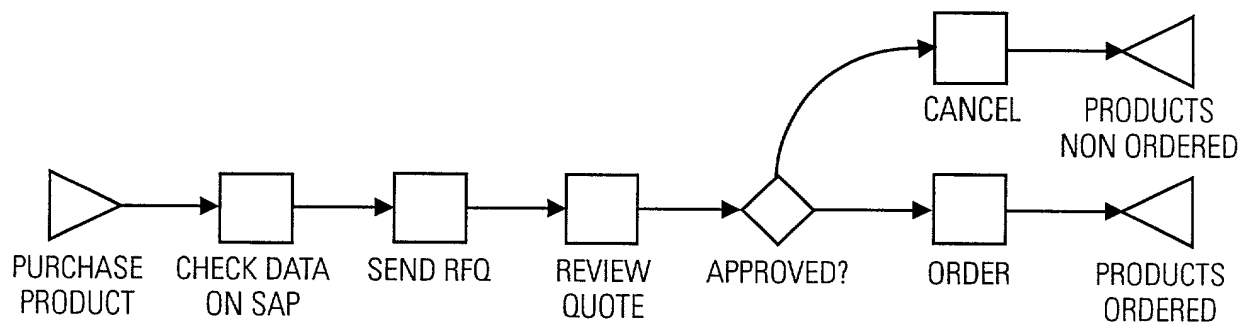 CANCEL
PRODUCTS
NON ORDERED
PURCHASE
PRODUCT
CHECK DATA
ON SAP
SEND RFQ
REVIEW
QUOTE
APPROVED?
ORDER
PRODUCTS
ORDERED